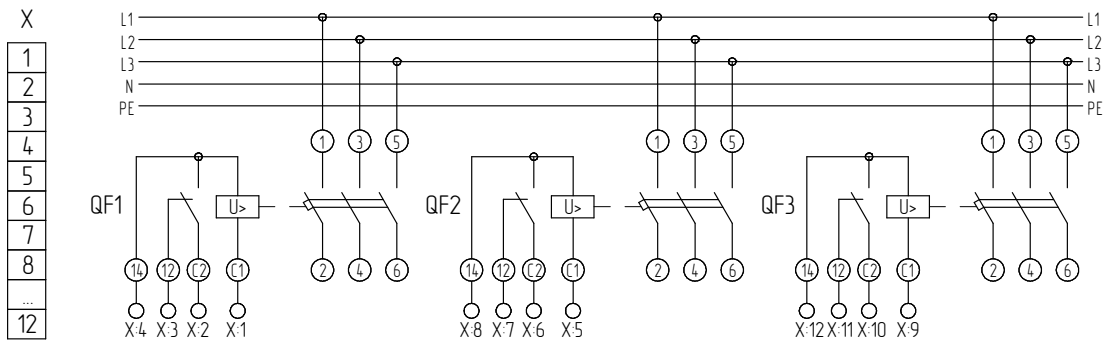 X L1 L1
L2 L2
1 L3 L3
2 N N
3 PE PE
4 1 3 5 1 3 5 1 3 5
5
6 QF1 U> QF2 U> QF3 U>
7
8 14 12 C2 C1 2 4 6 14 12 C2 C1 2 4 6 14 12 C2 C1 2 4 6
...
12 X:4 X:3 X:2 X:1 X:8 X:7 X:6 X:5 X:12 X:11 X:10 X:9